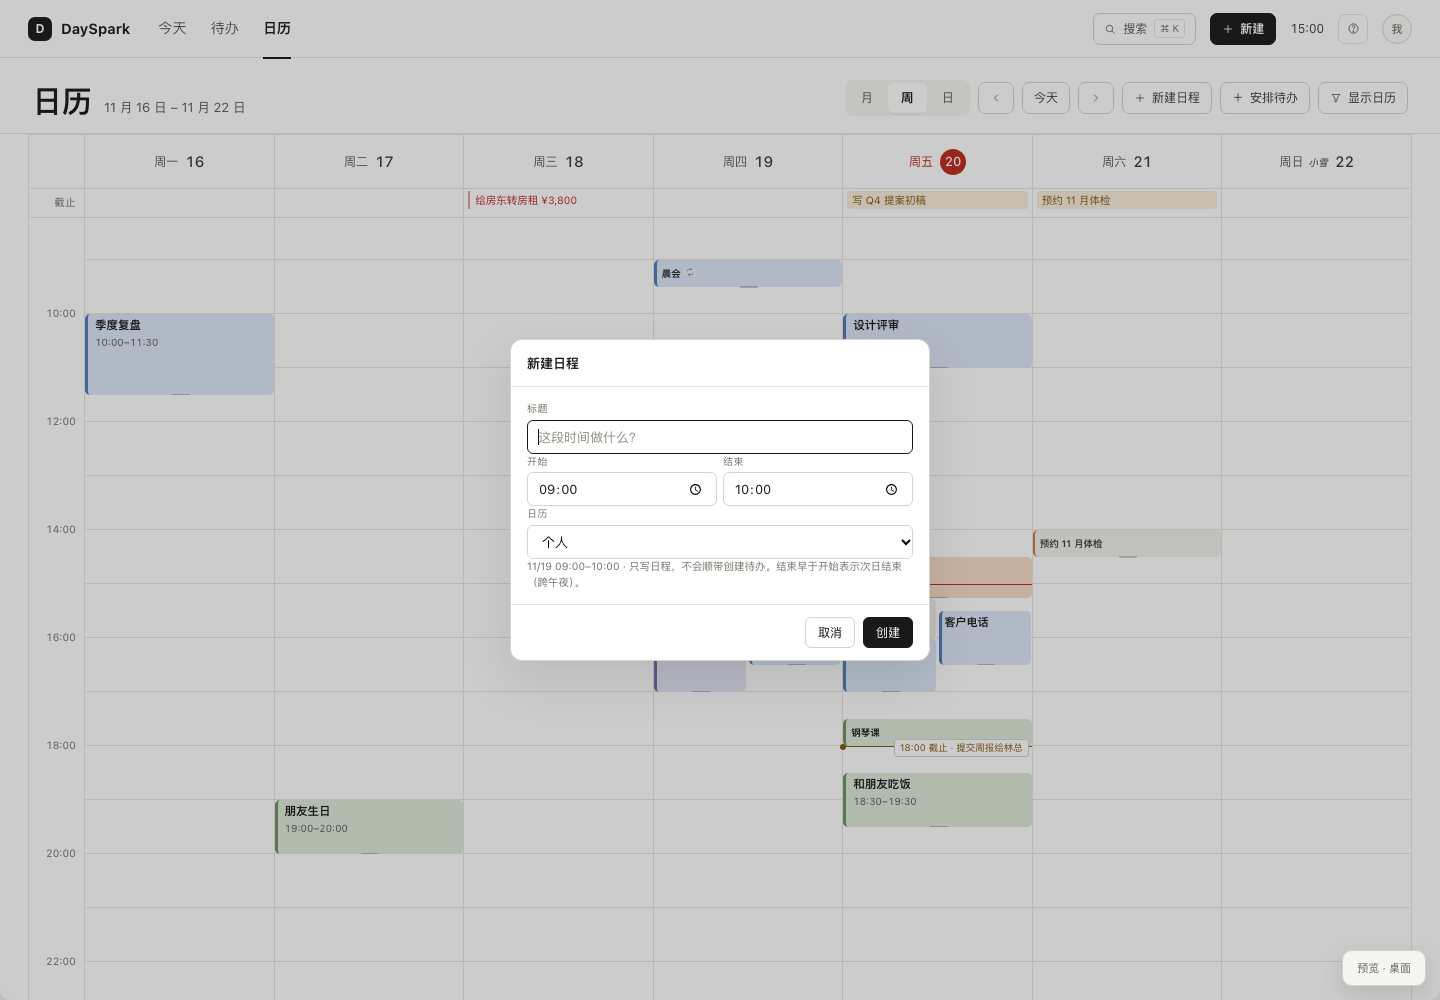 D DaySpark 今天 待办 日历 搜索 ⌘ K + 新建 15:00 我
日历 11 月 16 日 – 11 月 22 日 月 周 日 ‹ 今天 › + 新建日程 + 安排待办 显示日历
周一 16 周二 17 周三 18 周四 19 周五 20 周六 21 周日 小雪 22
截止 给房东转房租 ¥3,800 写 Q4 提案初稿 预约 11 月体检
晨会
10:00 季度复盘 设计评审
10:00–11:30
新建日程
标题
12:00
这段时间做什么?
开始 结束
09:00 10:00
日历
14:00
个人
预约 11 月体检
11/19 09:00–10:00 · 只写日程，不会顺带创建待办。结束早于开始表示次日结束
（跨午夜）。
客户电话
取消 创建
16:00
钢琴课
18:00 18:00 截止 · 提交周报给林总
和朋友吃饭
18:30–19:30
朋友生日
19:00–20:00
20:00
22:00
预览 · 桌面